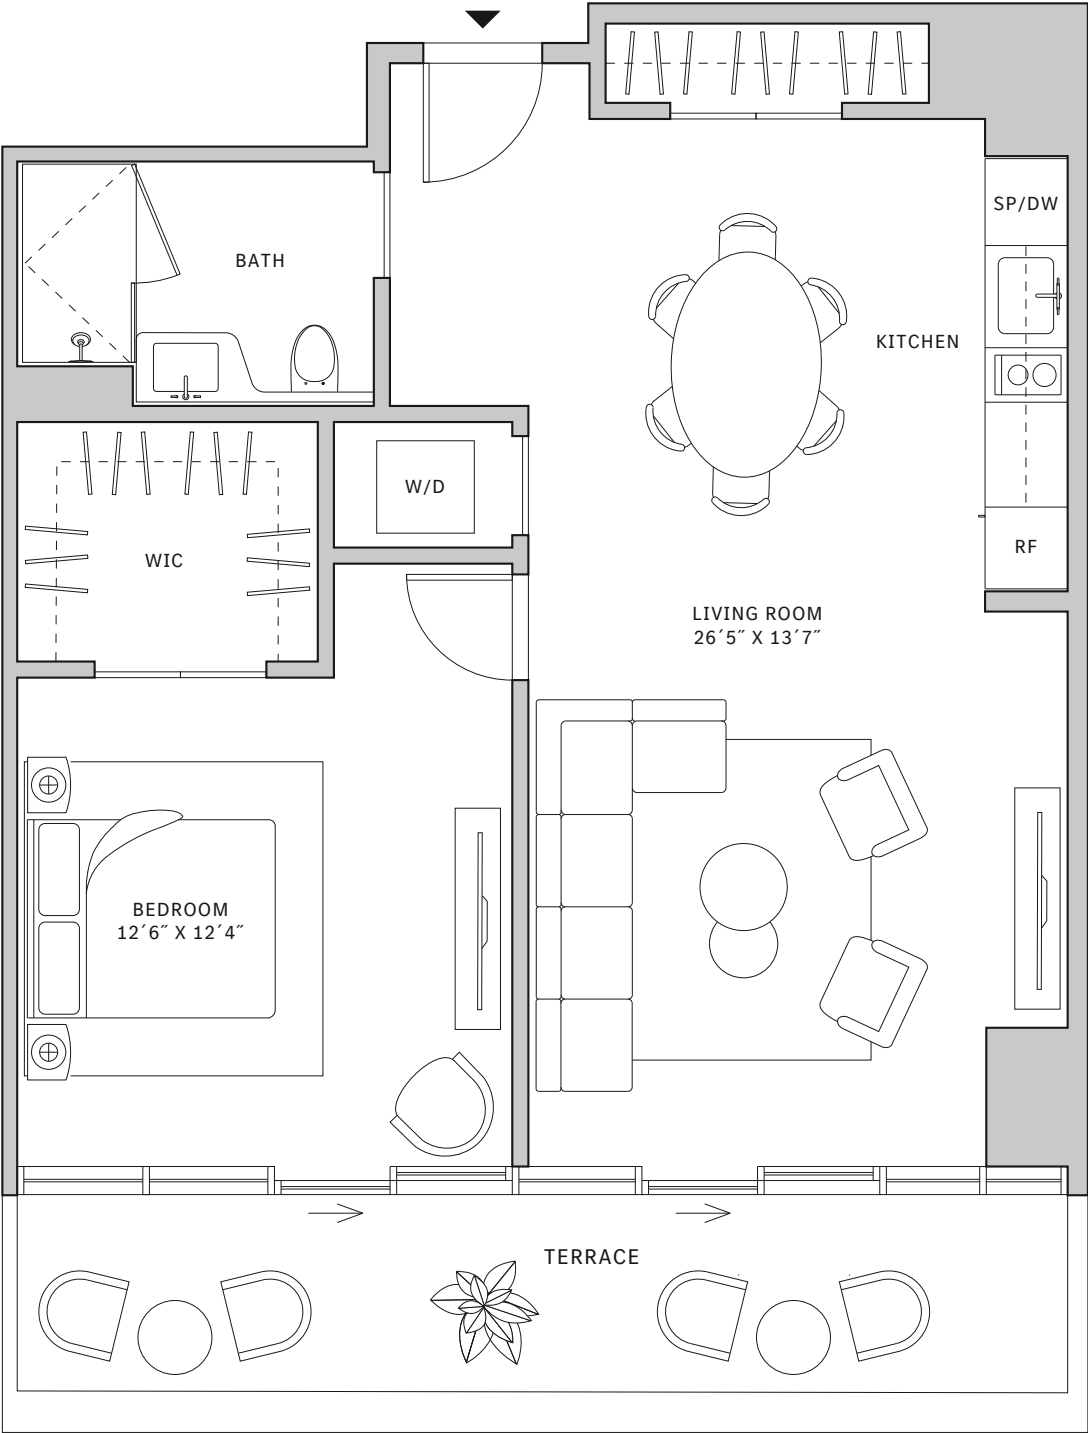 SP/DW
BATH
KITCHEN
W/D
RF
WIC
LIVING ROOM
26´5˝ X 13´7˝
BEDROOM
12´6˝ X 12´4˝
TERRACE